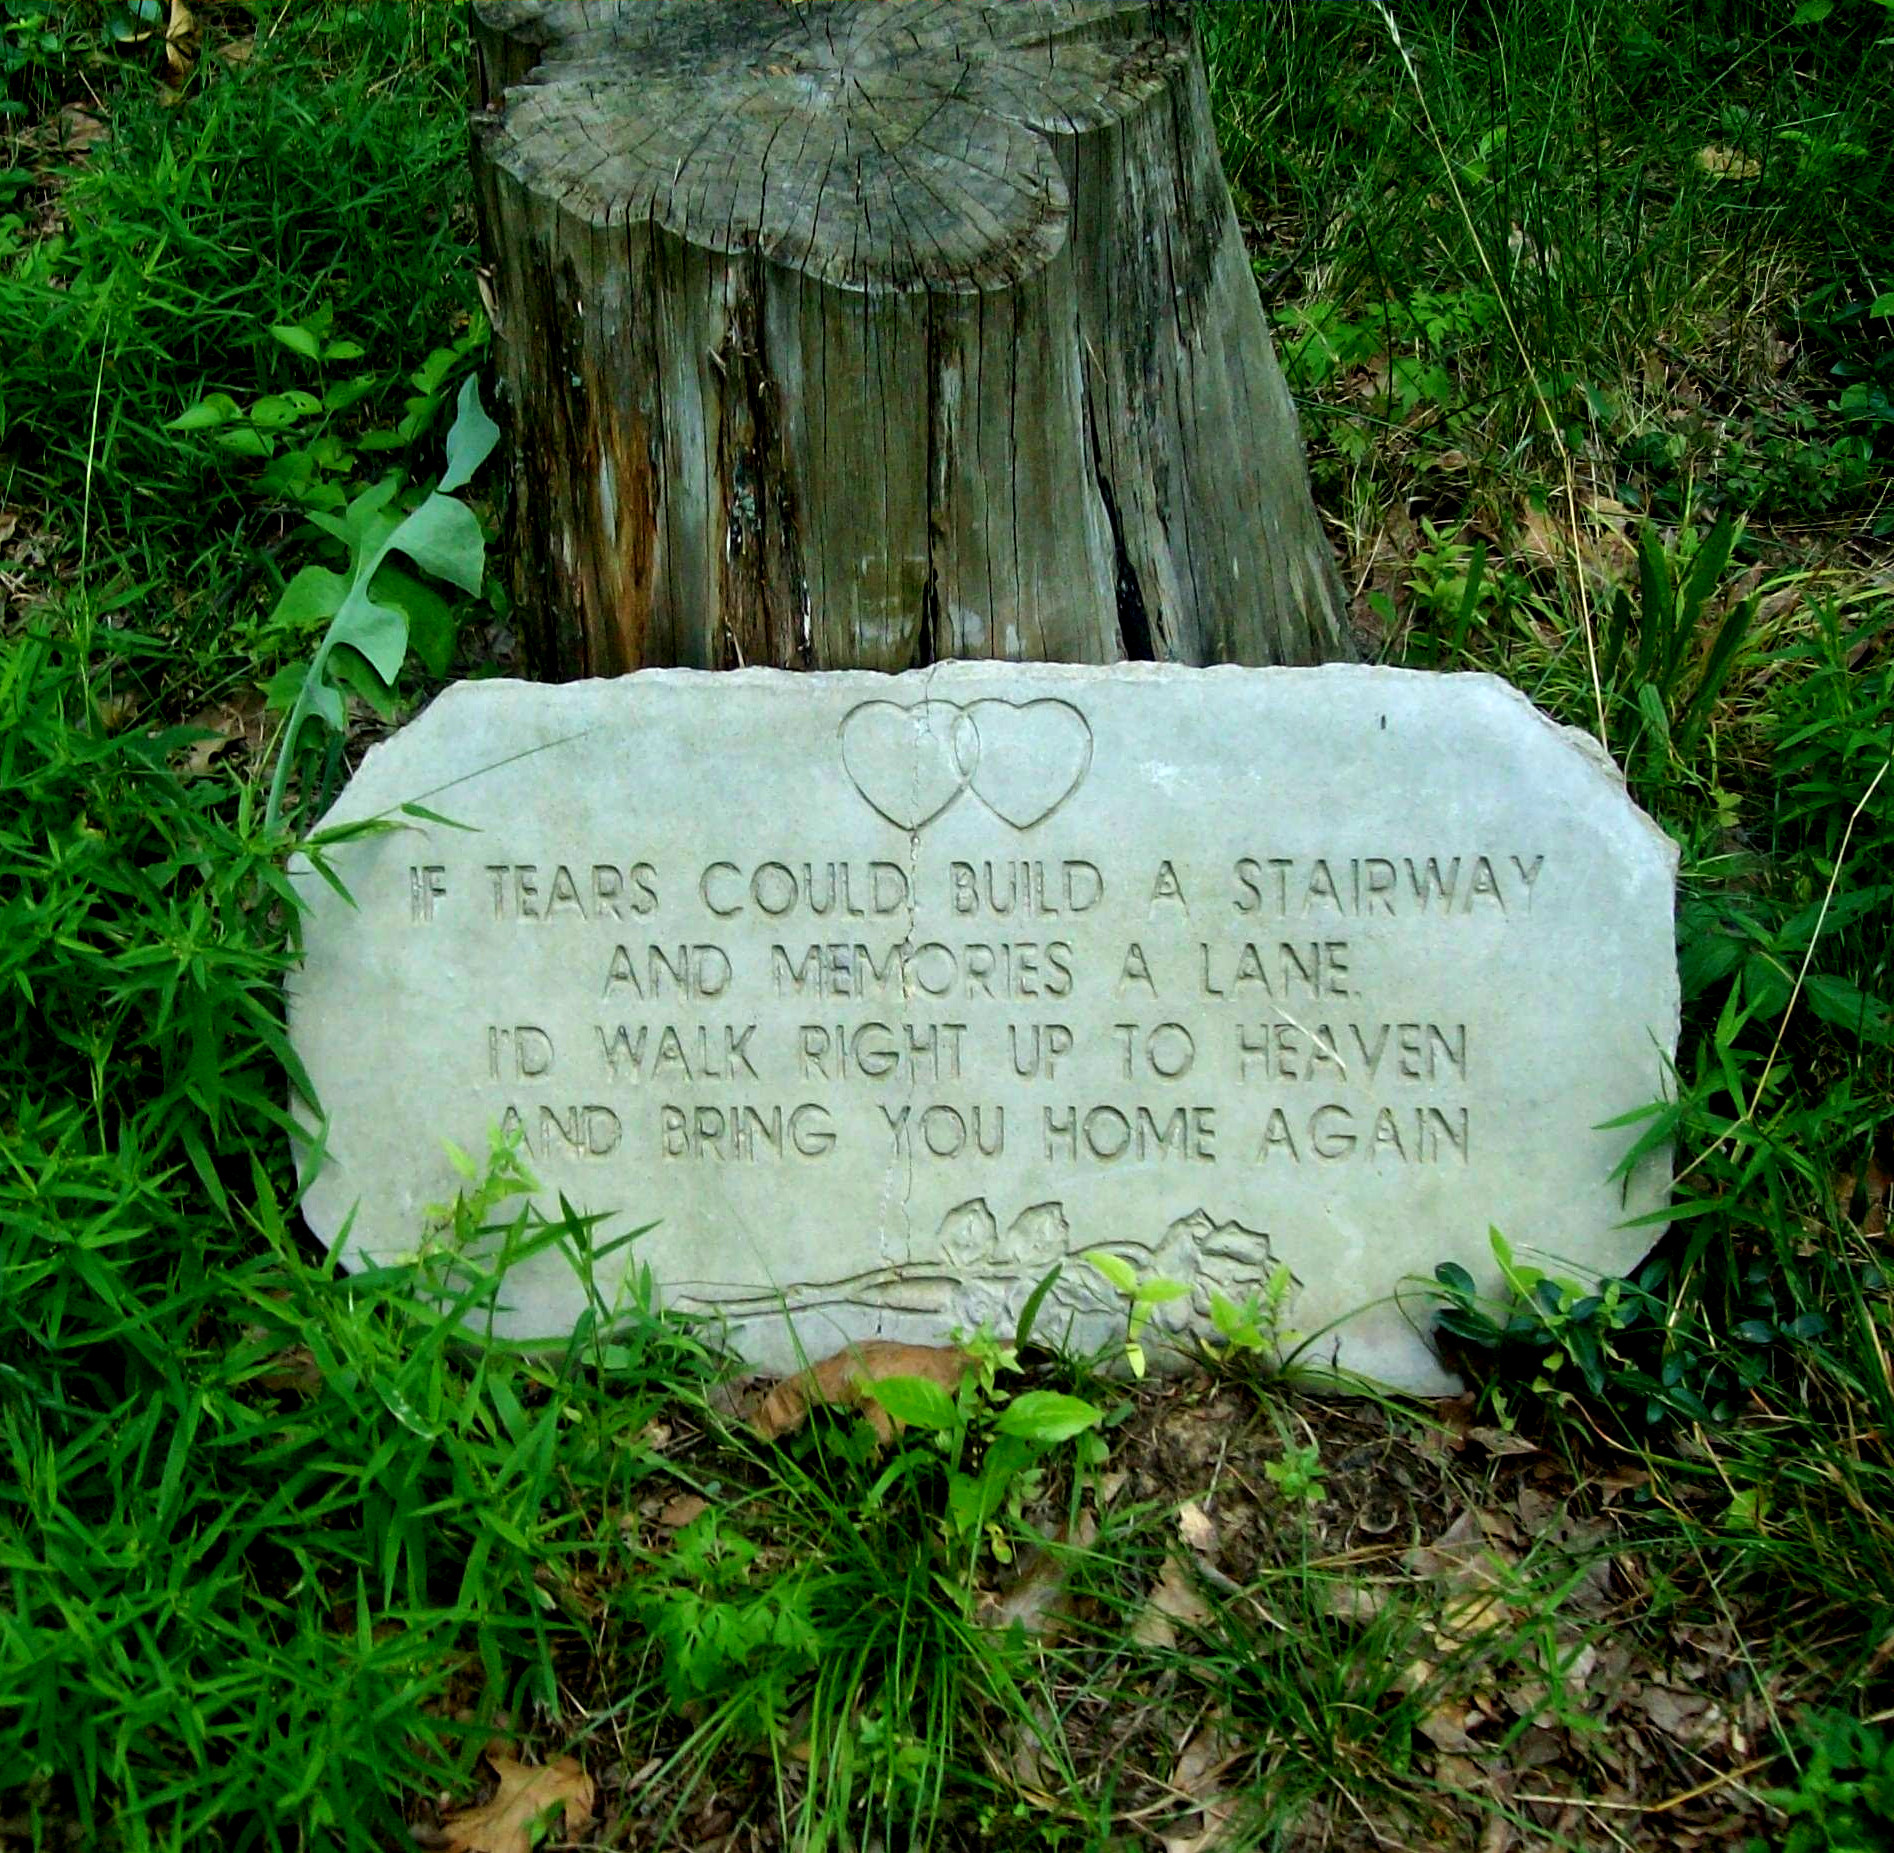 IF TEARS COULD BUILD A STAIRWAY
AND MEMORIES A LANE.
I'D WALK RIGHT UP TO HEAVEN
AND BRING YOU HOME AGAIN